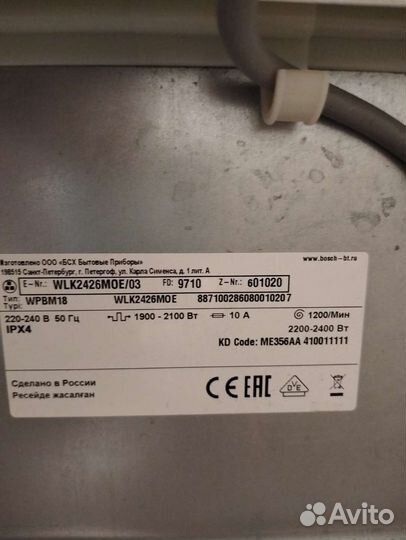 Изготовлено ООО «БСХ Бытовые Приборы» www.bosch-bt.ru
198515 Санкт-Петербург, г. Петергоф, ул. Карла Сименса, д.1 лит. А
E-Nr.: WLK2426MOE/03 FD: 9710 Z-Nr.: 601020
Тип: WPBM18 WLK2426MOE 887100286080010207
Typ:
220-240 В 50 Гц 1900 - 2100 Вт 10 А 1200/Мин
IPX4 2200-2400 Вт
KD Code: ME356AA 410011111
Сделано в России
Ресейде жасалған
CE EAC
DVE
Avito